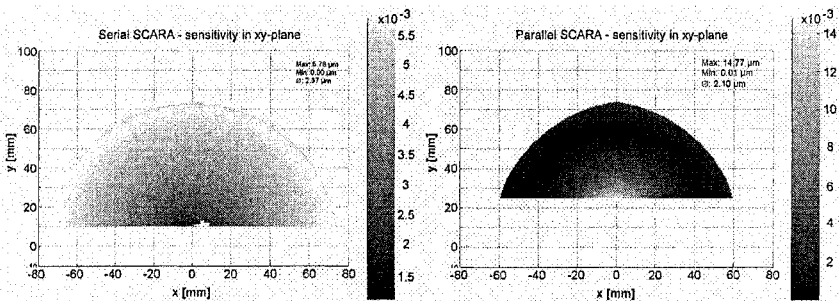 Serial SCARA - sensitivity in xy-plane
x10⁻³
Max: 5.78 µm
Min: 0.00 µm
Ø: 2.57 µm
100
80
60
40
20
0
-80 -60 -40 -20 0 20 40 60 80
y [mm]
x [mm]
5.5
5
4.5
4
3.5
3
2.5
2
1.5
Parallel SCARA - sensitivity in xy-plane
x10⁻³
Max: 14.77 µm
Min: 0.01 µm
Ø: 2.10 µm
100
80
60
40
20
0
-80 -60 -40 -20 0 20 40 60 80
y [mm]
x [mm]
14
12
10
8
6
4
2